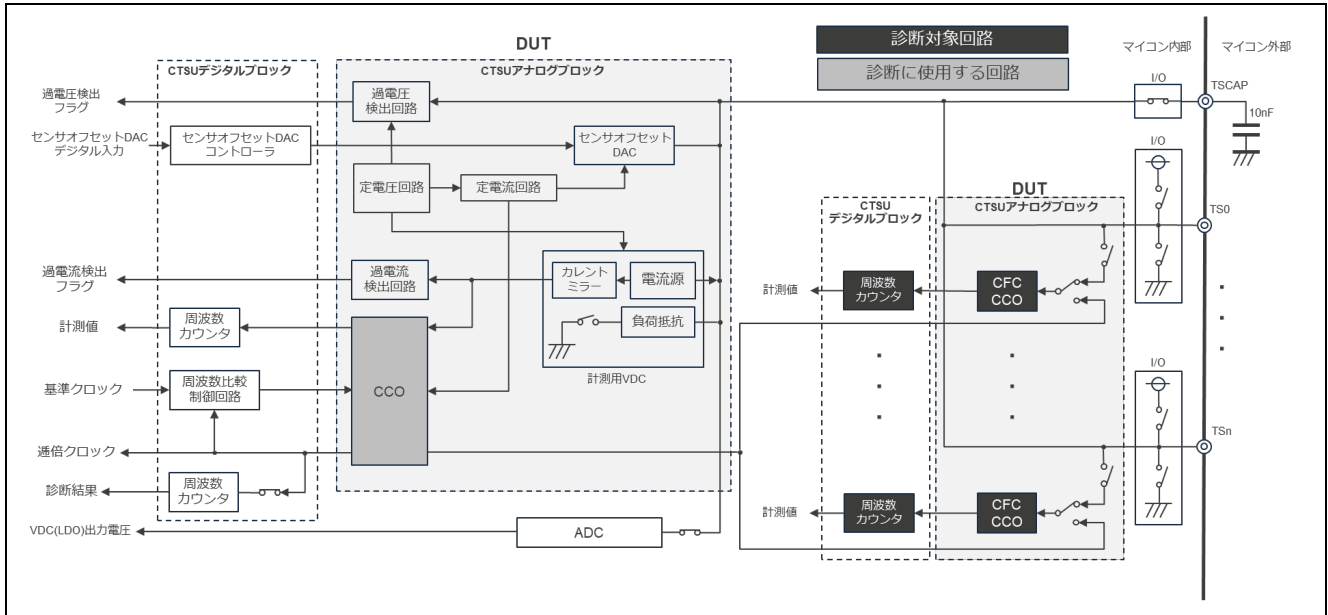 DUT
診断対象回路
診断に使用する回路
マイコン内部
マイコン外部
CTSUデジタルブロック
CTSUアナログブロック
過電圧検出
フラグ
過電圧
検出回路
I/O
TSCAP
10nF
センサオフセットDAC
デジタル入力
センサオフセットDAC
コントローラ
センサオフセット
DAC
定電圧回路
定電流回路
I/O
TS0
DUT
CTSU
デジタルブロック
CTSUアナログブロック
過電流検出
フラグ
過電流
検出回路
カレント
ミラー
電流源
負荷抵抗
計測用VDC
計測値
周波数
カウンタ
CFC
CCO
計測値
周波数
カウンタ
基準クロック
周波数比較
制御回路
CCO
I/O
TSn
逓倍クロック
診断結果
周波数
カウンタ
計測値
周波数
カウンタ
CFC
CCO
VDC(LDO)出力電圧
ADC